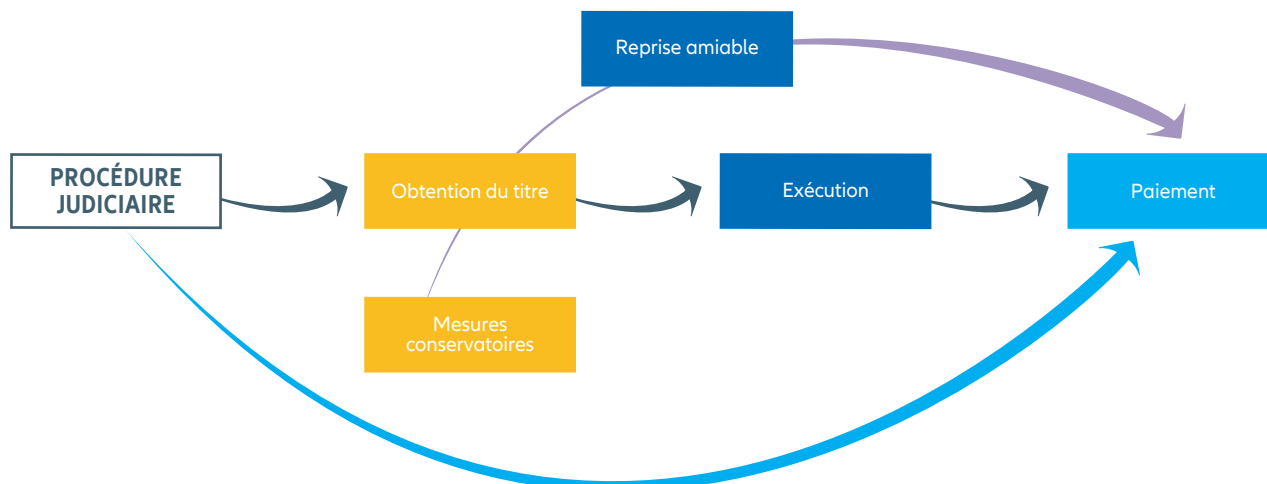 Reprise amiable
PROCÉDURE
JUDICIAIRE
Obtention du titre
Exécution
Paiement
Mesures
conservatoires